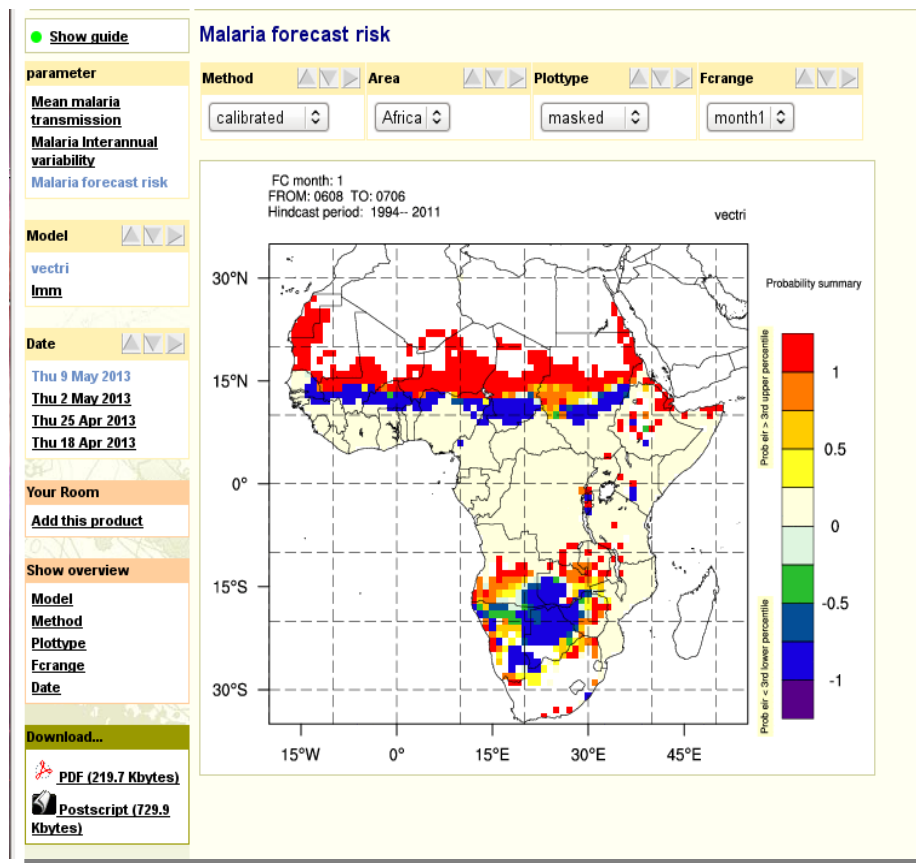 Show guide
parameter
Mean malaria
transmission
Malaria Interannual
variability
Malaria forecast risk
Model
vectri
lmm
Date
Thu 9 May 2013
Thu 2 May 2013
Thu 25 Apr 2013
Thu 18 Apr 2013
Your Room
Add this product
Show overview
Model
Method
Plottype
Fcrange
Date
Download...
PDF (219.7 Kbytes)
Postscript (729.9
Kbytes)
Malaria forecast risk
Method
calibrated
Area
Africa
Plottype
masked
Fcrange
month1
FC month: 1
FROM: 0608 TO: 0706
Hindcast period: 1994-- 2011
vectri
30°N
15°N
0°
15°S
30°S
15°W
0°
15°E
30°E
45°E
Probability summary
Prob eir > 3rd upper percentile
Prob eir < 3rd lower percentile
1
0.5
0
-0.5
-1